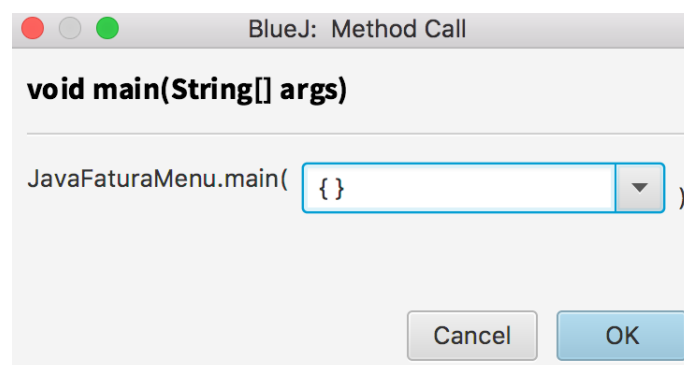 BlueJ: Method Call
void main(String[] args)
JavaFaturaMenu.main( { } )
Cancel OK